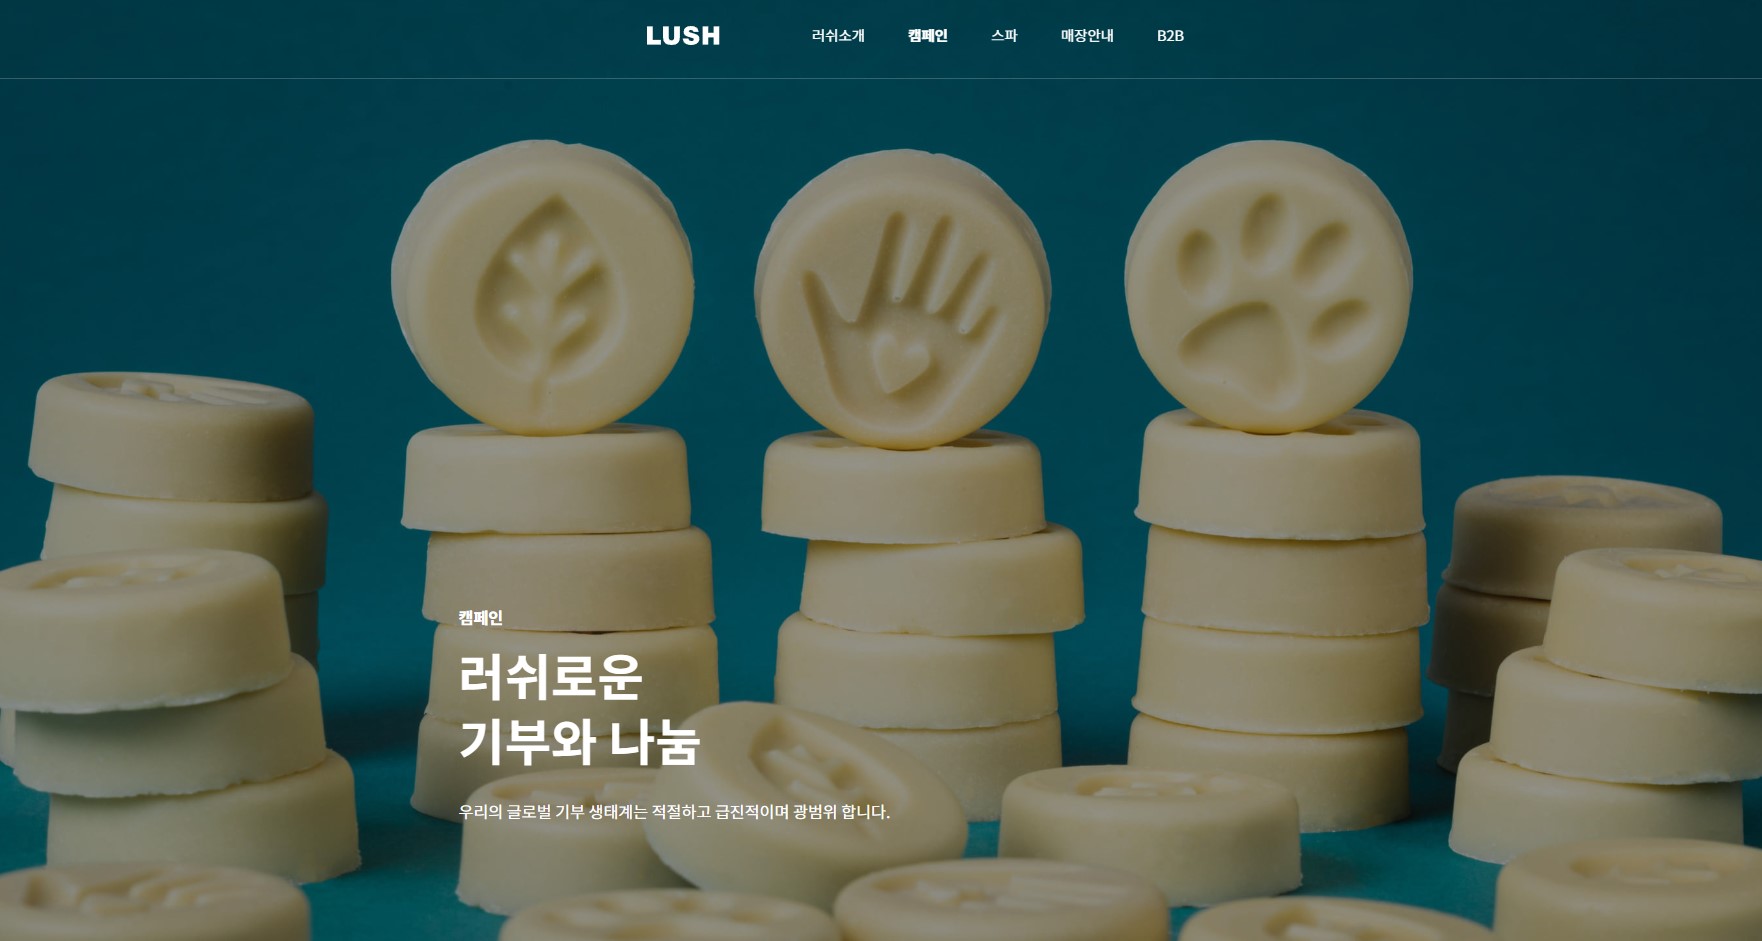 LUSH
러쉬소개
캠페인
스파
매장안내
B2B
캠페인
러쉬로운
기부와 나눔
우리의 글로벌 기부 생태계는 적절하고 급진적이며 광범위 합니다.